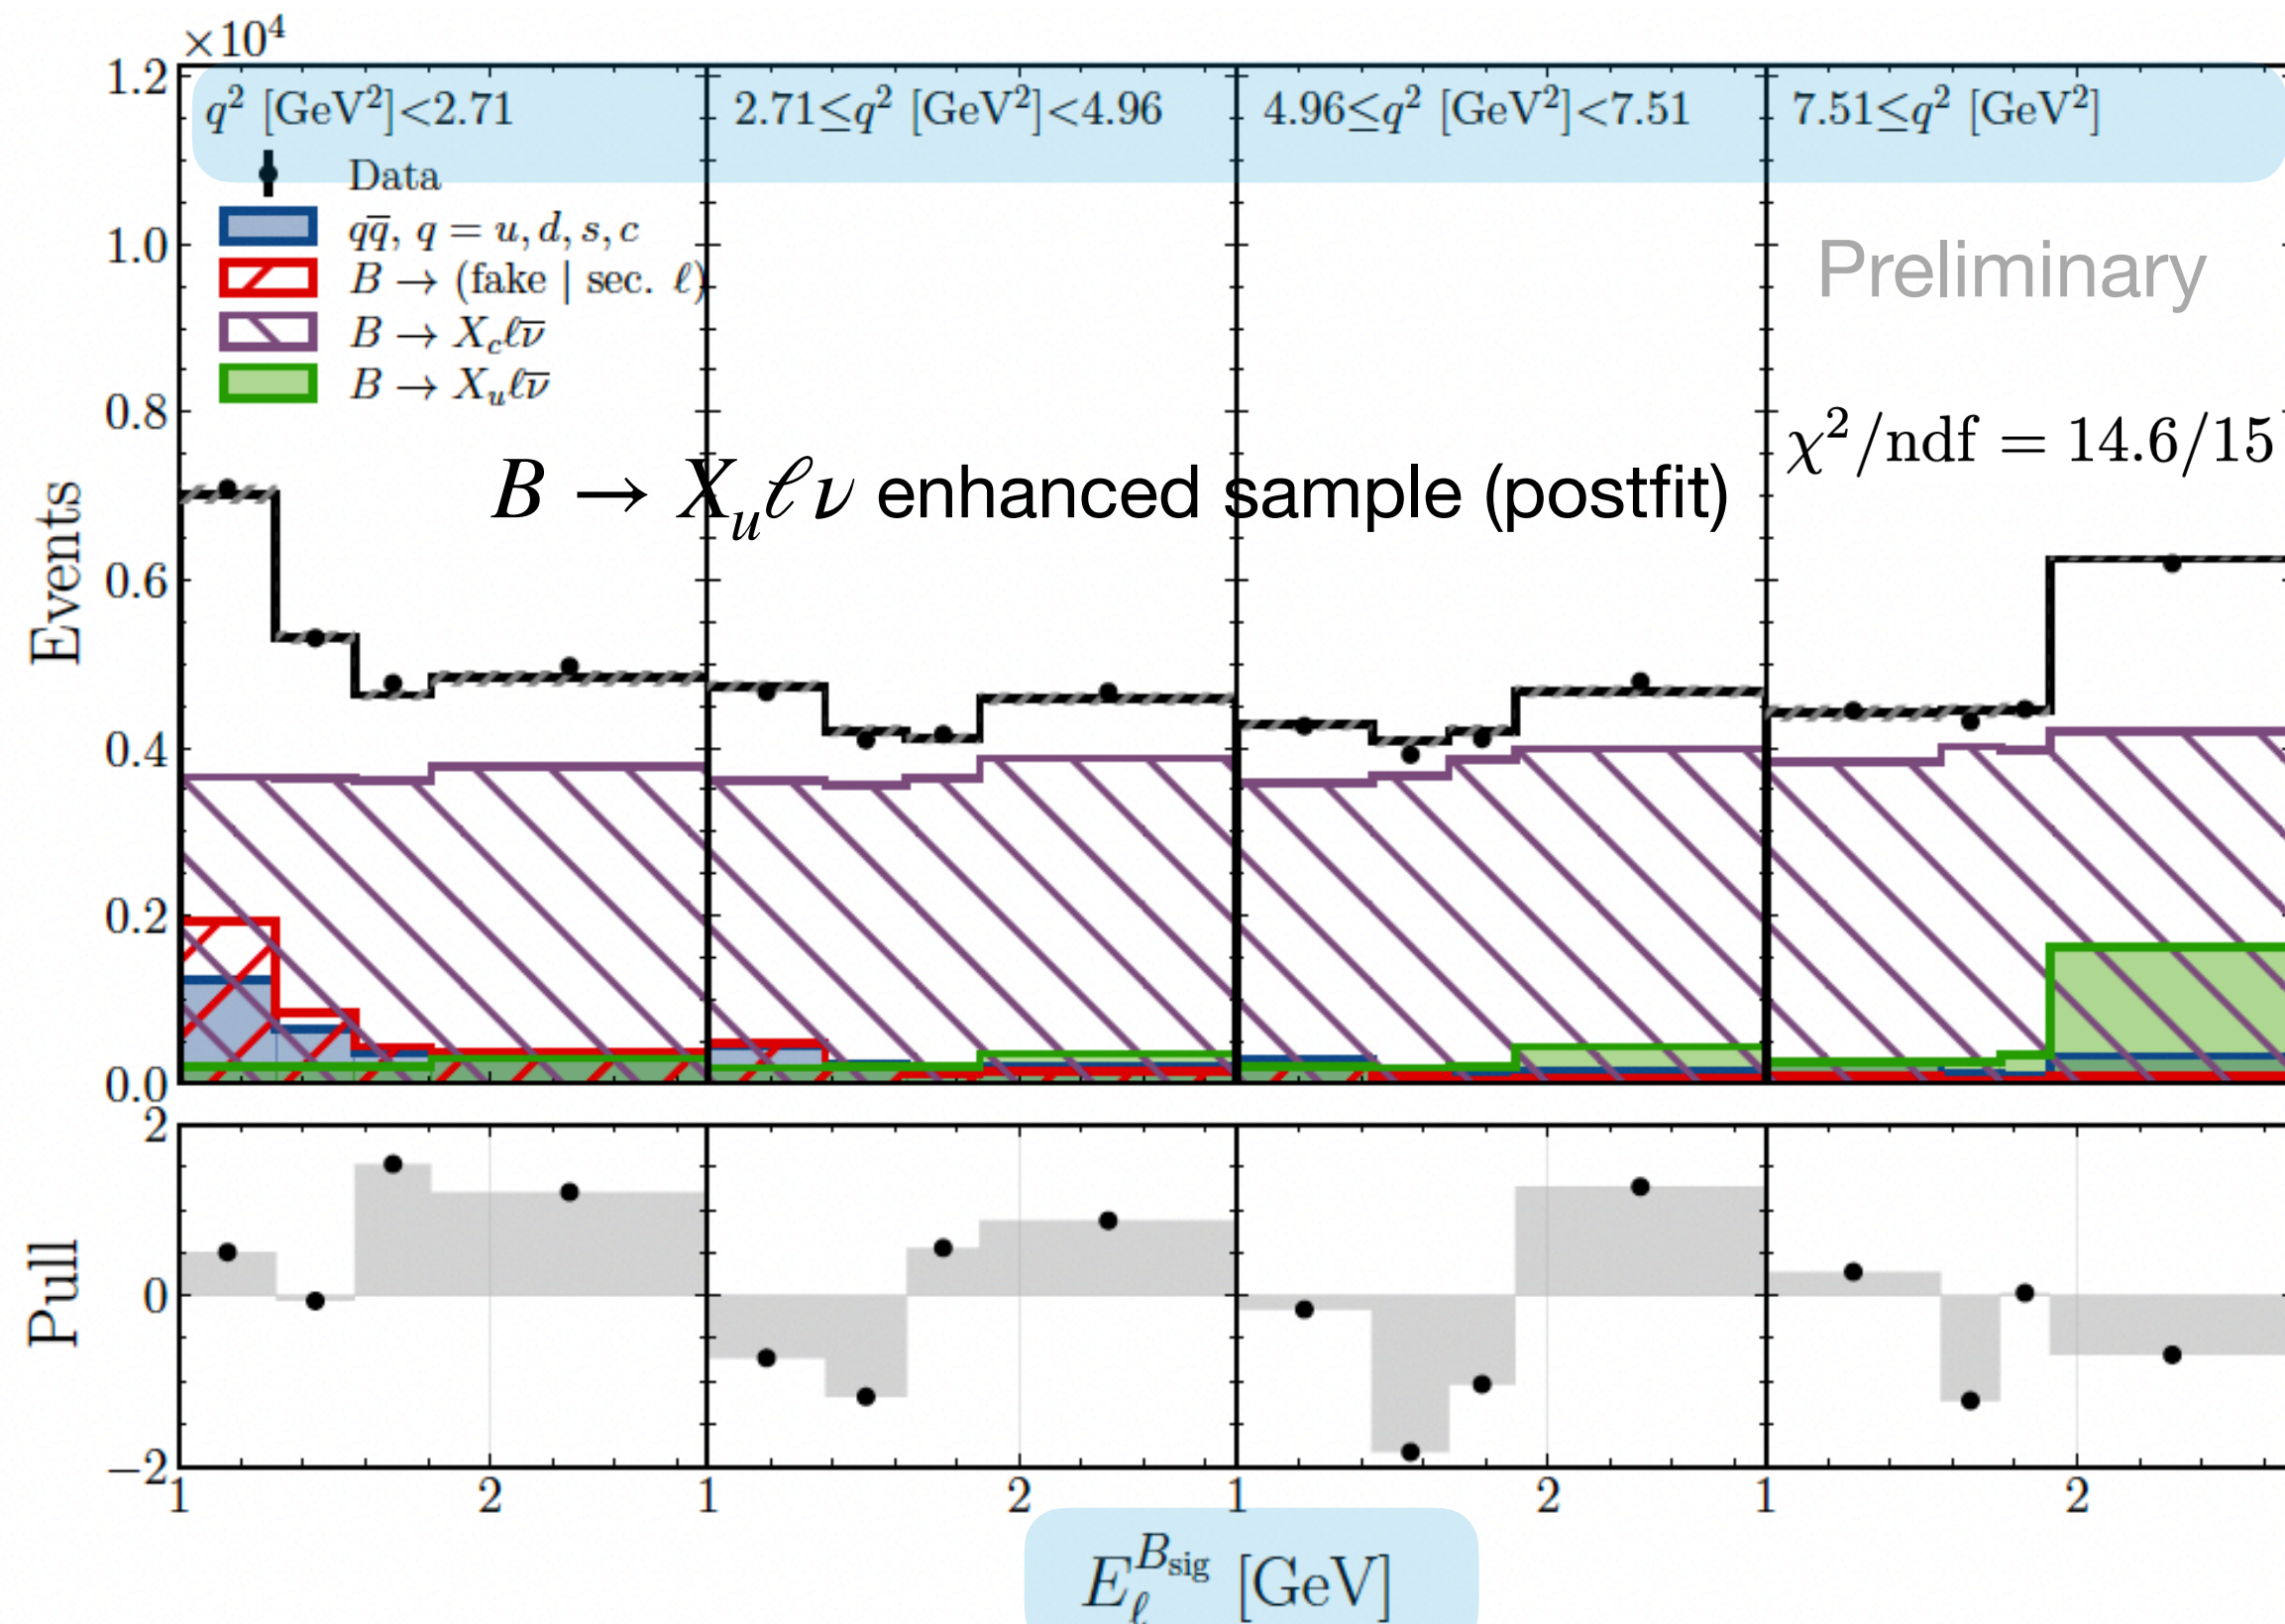 ×10⁴
1.2
1.0
0.8
0.6
0.4
0.2
0.0
Events
q² [GeV²]<2.71
2.71≤q² [GeV²]<4.96
4.96≤q² [GeV²]<7.51
7.51≤q² [GeV²]
Data
qq̅, q = u, d, s, c
B → (fake | sec. ℓ)
B → X_cℓν̅
B → X_uℓν̅
Preliminary
χ²/ndf = 14.6/15
B → X_uℓν enhanced sample (postfit)
2
0
−2
Pull
1 2 1 2 1 2 1 2
E_ℓ^{B_sig} [GeV]